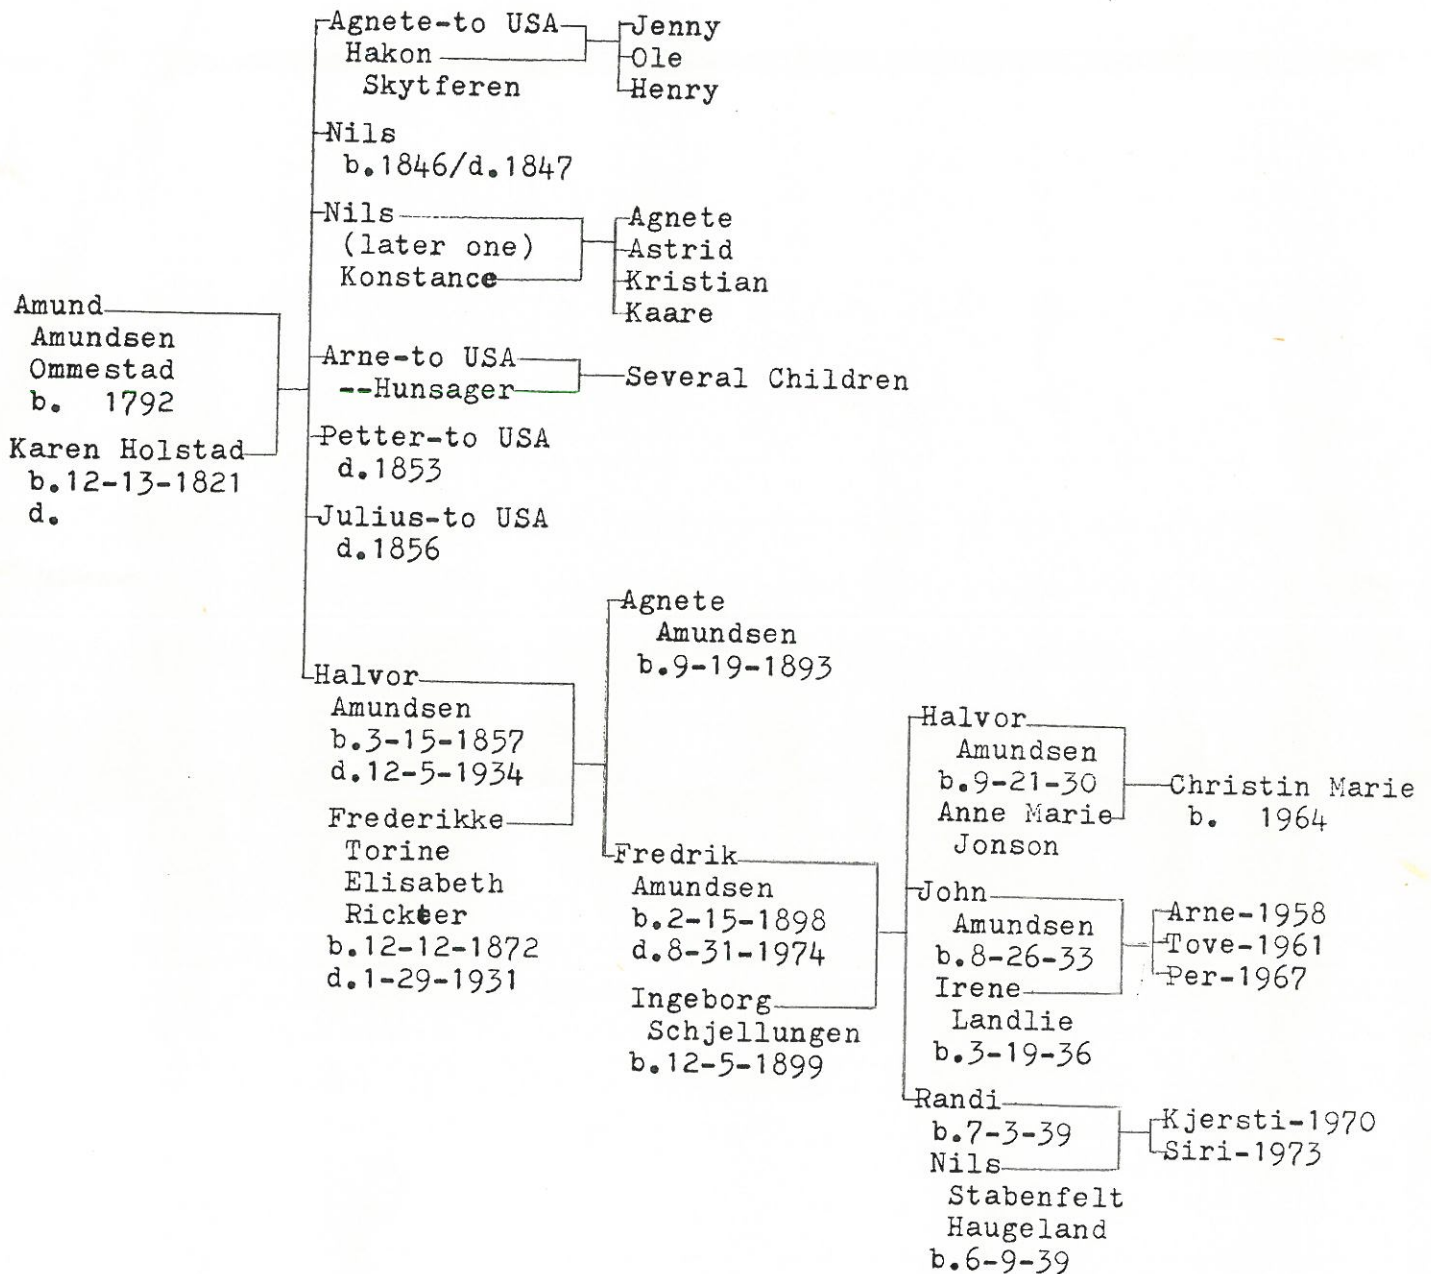 Amund
Amundsen
Ommestad
b. 1792
Karen Holstad
b.12-13-1821
d.
Agnete-to USA
Hakon
Skytferen
Jenny
Ole
Henry
Nils
b.1846/d.1847
Nils
(later one)
Konstance
Agnete
Astrid
Kristian
Kaare
Arne-to USA
--Hunsager
Several Children
Petter-to USA
d.1853
Julius-to USA
d.1856
Halvor
Amundsen
b.3-15-1857
d.12-5-1934
Frederikke
Torine
Elisabeth
Rickter
b.12-12-1872
d.1-29-1931
Agnete
Amundsen
b.9-19-1893
Fredrik
Amundsen
b.2-15-1898
d.8-31-1974
Ingeborg
Schjellungen
b.12-5-1899
Halvor
Amundsen
b.9-21-30
Anne Marie
Jonson
Christin Marie
b. 1964
John
Amundsen
b.8-26-33
Irene
Landlie
b.3-19-36
Arne-1958
Tove-1961
Per-1967
Randi
b.7-3-39
Nils
Stabenfelt
Haugeland
b.6-9-39
Kjersti-1970
Siri-1973